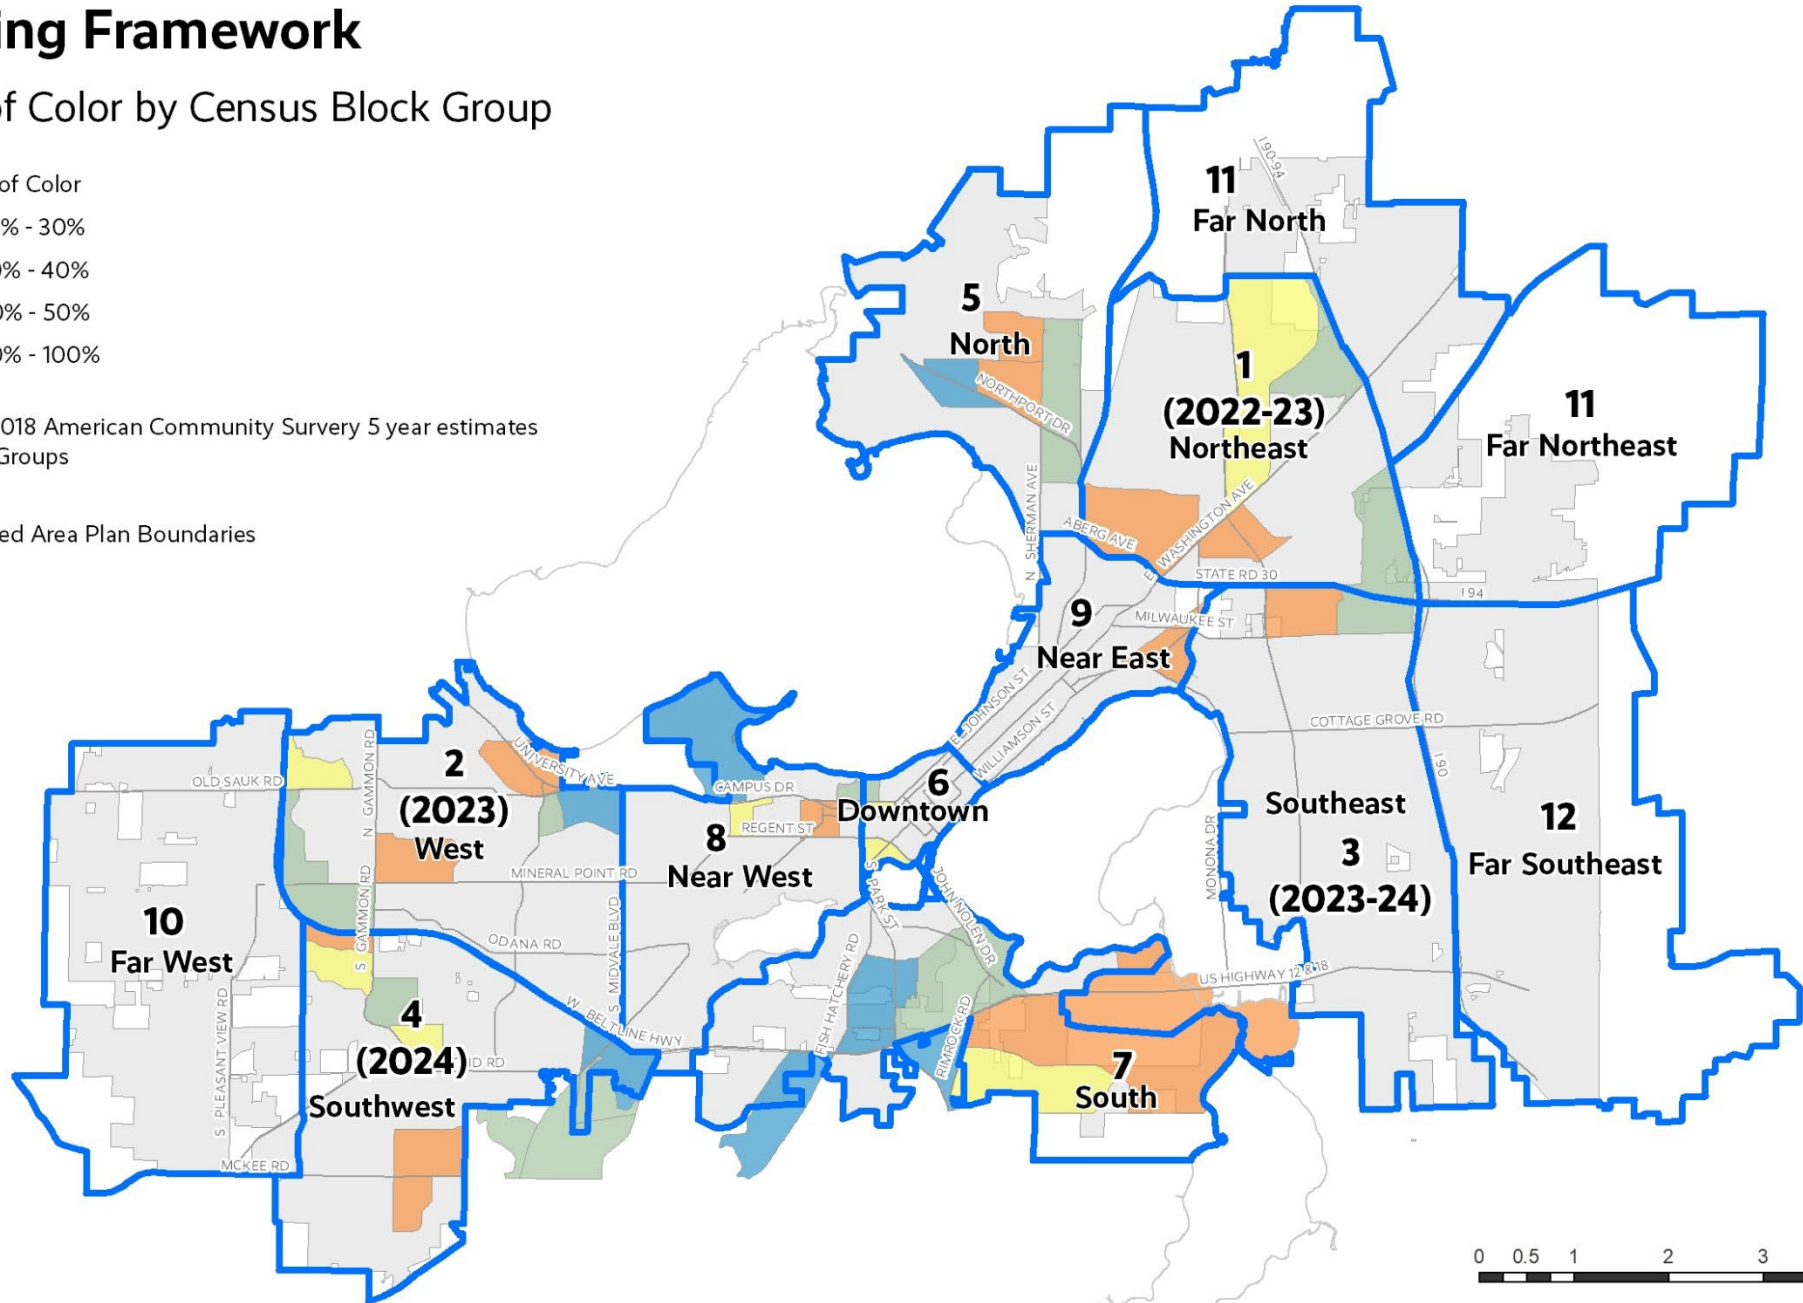 ing Framework
of Color by Census Block Group
of Color
% - 30%
0% - 40%
0% - 50%
0% - 100%
018 American Community Survery 5 year estimates
Groups
ed Area Plan Boundaries
I 90-94
11
Far North
5
North
NORTHPORT DR
1
(2022-23)
Northeast
11
Far Northeast
N SHERMAN AVE
ABERG AVE
E WASHINGTON AVE
STATE RD 30
I 94
9
Near East
MILWAUKEE ST
E JOHNSON ST
WILLIAMSON ST
COTTAGE GROVE RD
I 90
OLD SAUK RD
N GAMMON RD
2
(2023)
West
UNIVERSITY AVE
CAMPUS DR
REGENT ST
8
Near West
6
Downtown
MINERAL POINT RD
S PARK ST
JOHN NOLEN DR
MONONA DR
Southeast
3
(2023-24)
12
Far Southeast
10
Far West
S GAMMON RD
ODANA RD
S MIDVALE BLVD
W BELTLINE HWY
FISH HATCHERY RD
RIMROCK RD
US HIGHWAY 12 & 18
S PLEASANT VIEW RD
4
(2024)
Southwest
D RD
MCKEE RD
7
South
0 0.5 1 2 3